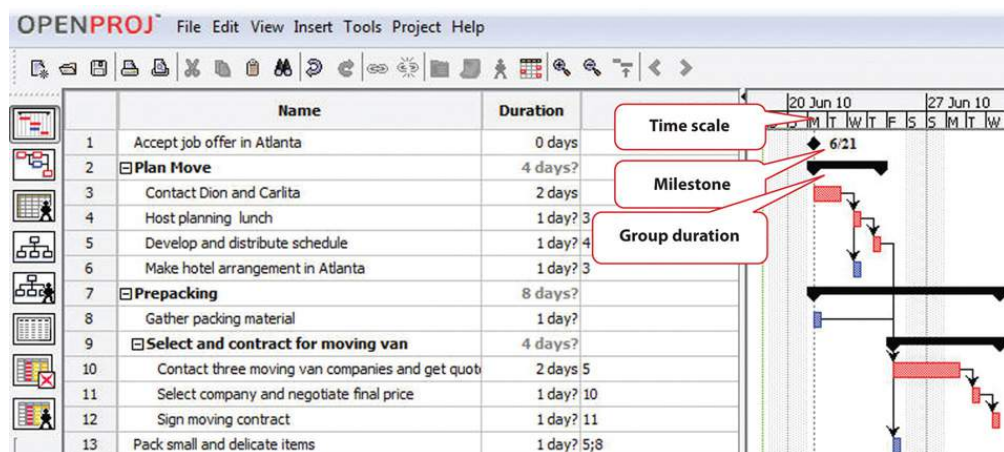 OPENPROJ File Edit View Insert Tools Project Help
Name Duration
20 Jun 10 27 Jun 10
S S M T W T F S S M T W
Time scale
Milestone
Group duration
6/21
1 Accept job offer in Atlanta 0 days
2 Plan Move 4 days?
3 Contact Dion and Carlita 2 days
4 Host planning lunch 1 day? 3
5 Develop and distribute schedule 1 day? 4
6 Make hotel arrangement in Atlanta 1 day? 3
7 Prepacking 8 days?
8 Gather packing material 1 day?
9 Select and contract for moving van 4 days?
10 Contact three moving van companies and get quot 2 days 5
11 Select company and negotiate final price 1 day? 10
12 Sign moving contract 1 day? 11
13 Pack small and delicate items 1 day? 5;8